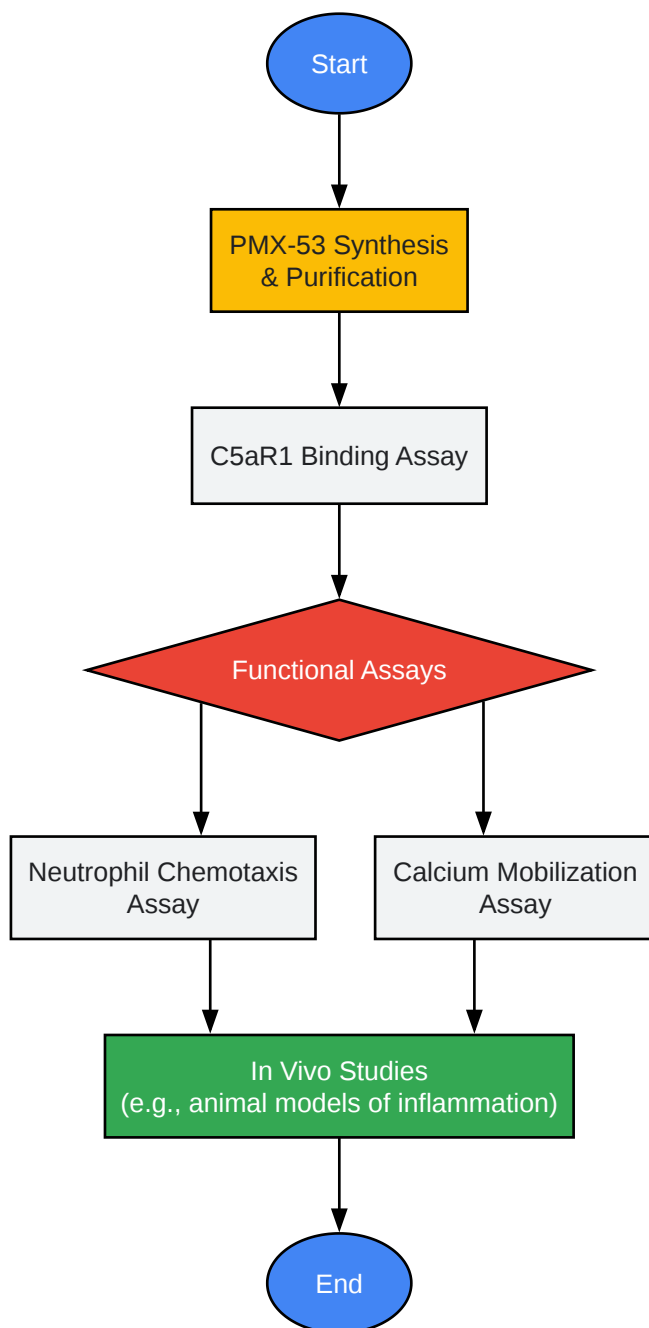 Start
PMX-53 Synthesis
& Purification
C5aR1 Binding Assay
Functional Assays
Neutrophil Chemotaxis
Assay
Calcium Mobilization
Assay
In Vivo Studies
(e.g., animal models of inflammation)
End